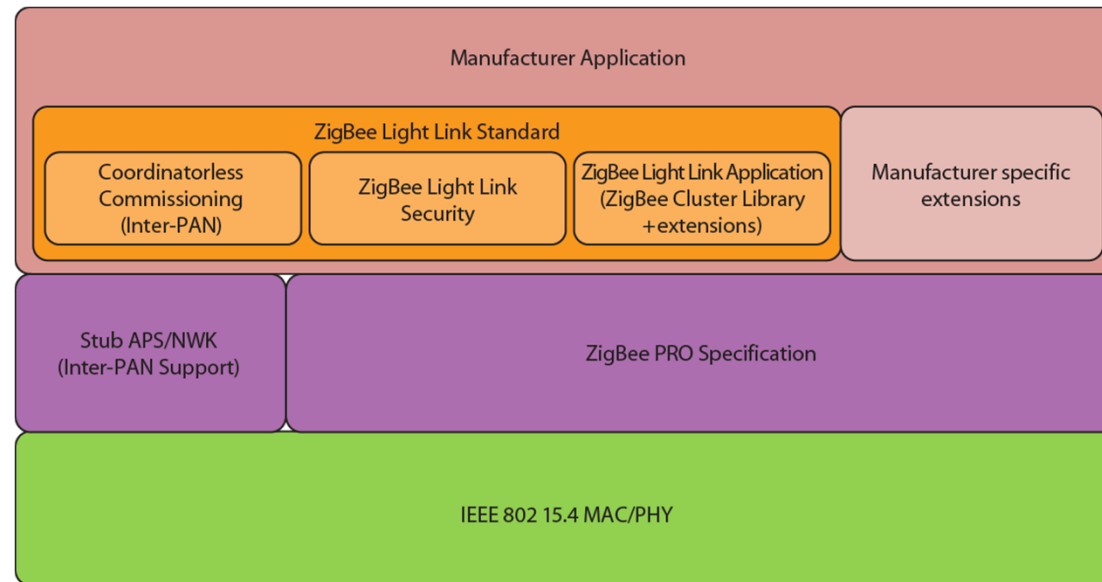 Manufacturer Application
ZigBee Light Link Standard
Coordinatorless
Commissioning
(Inter-PAN)
ZigBee Light Link
Security
ZigBee Light Link Application
(ZigBee Cluster Library
+extensions)
Manufacturer specific
extensions
Stub APS/NWK
(Inter-PAN Support)
ZigBee PRO Specification
IEEE 802 15.4 MAC/PHY